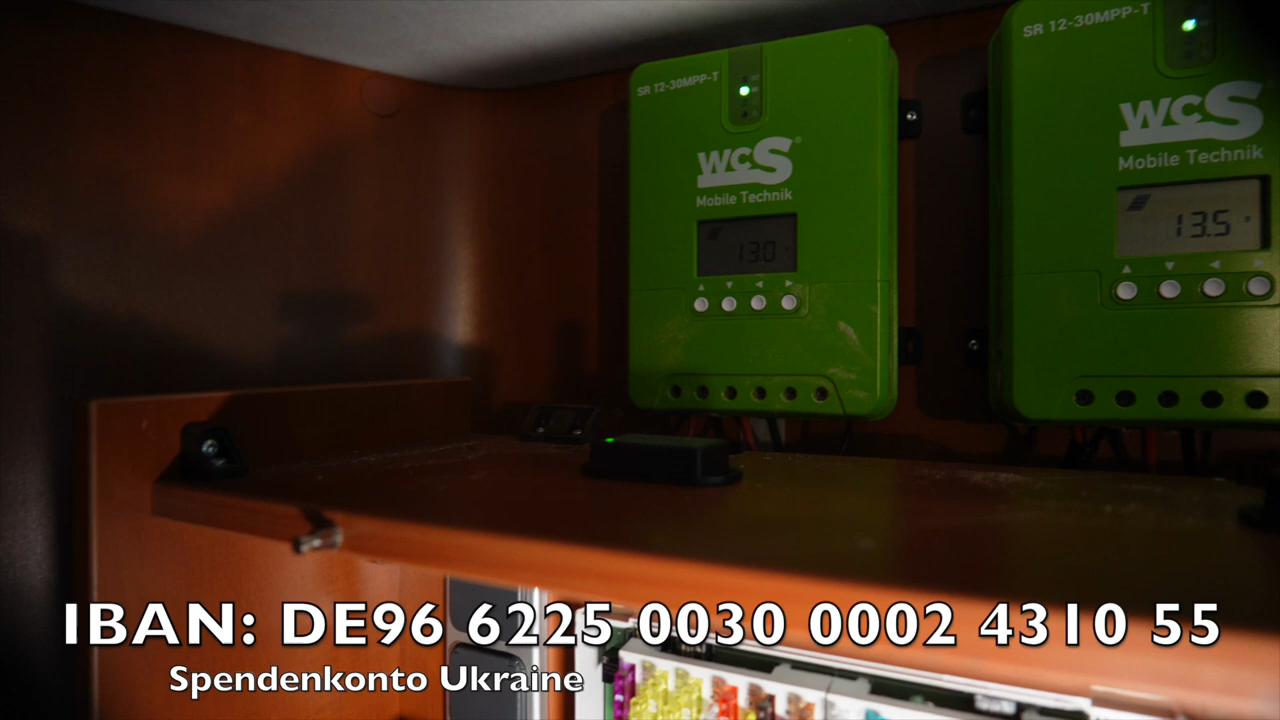 SR 12-30MPP-T
WCS®
Mobile Technik
13.0
SR 12-30MPP-T
WCS
Mobile Technik
13.5
IBAN: DE96 6225 0030 0002 4310 55
Spendenkonto Ukraine